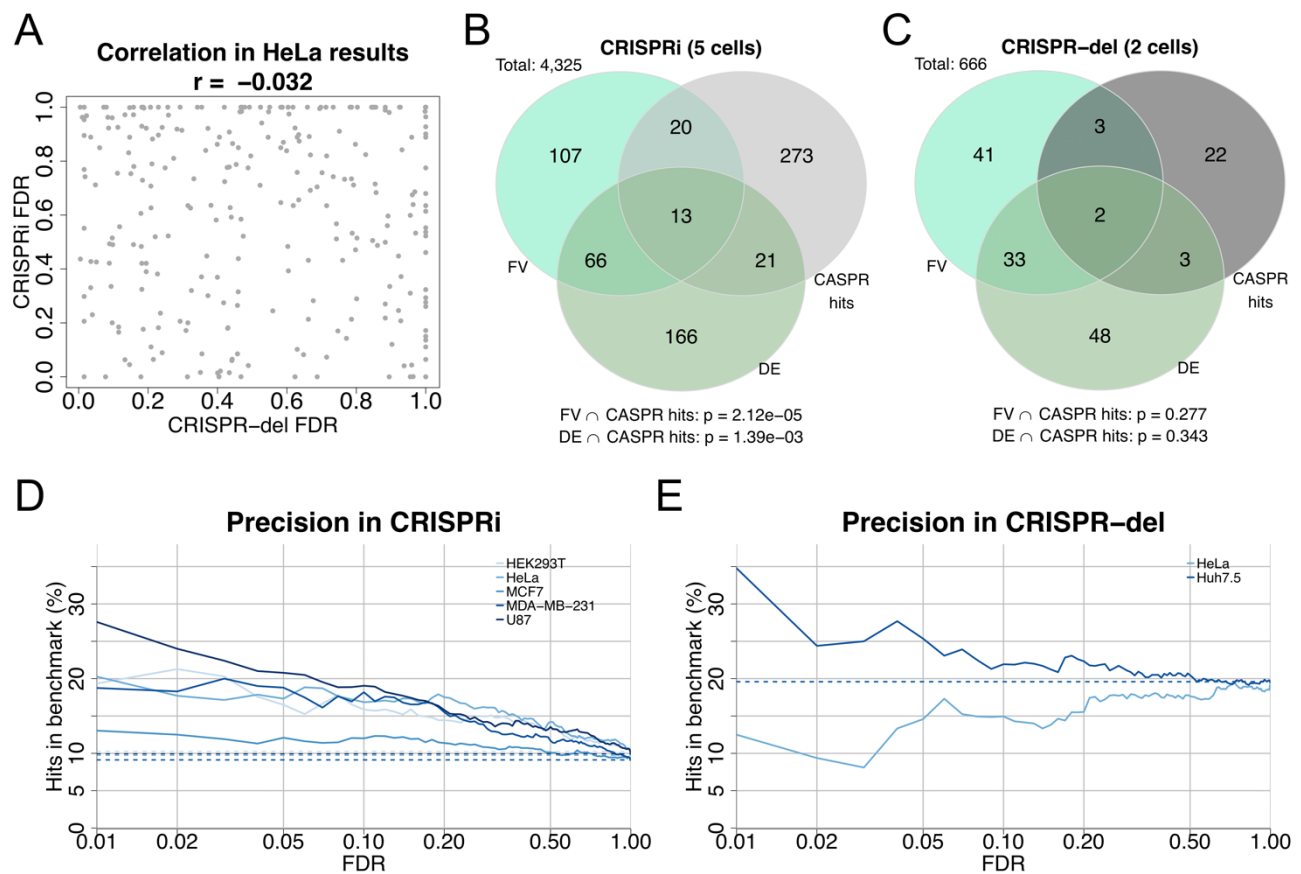 A
Correlation in HeLa results
r = −0.032
CRISPRi FDR
1.0
0.8
0.6
0.4
0.2
0.0
0.0 0.2 0.4 0.6 0.8 1.0
CRISPR−del FDR
B
CRISPRi (5 cells)
Total: 4,325
20
107
273
13
66
21
FV
CASPR
hits
166
DE
FV ∩ CASPR hits: p = 2.12e−05
DE ∩ CASPR hits: p = 1.39e−03
C
CRISPR−del (2 cells)
Total: 666
3
41
22
2
33
3
FV
CASPR
hits
48
DE
FV ∩ CASPR hits: p = 0.277
DE ∩ CASPR hits: p = 0.343
D
Precision in CRISPRi
HEK293T
HeLa
MCF7
MDA−MB−231
U87
Hits in benchmark (%)
30
20
10
5
0
0.01 0.02 0.05 0.10 0.20 0.50 1.00
FDR
E
Precision in CRISPR−del
HeLa
Huh7.5
Hits in benchmark (%)
30
20
10
5
0
0.01 0.02 0.05 0.10 0.20 0.50 1.00
FDR